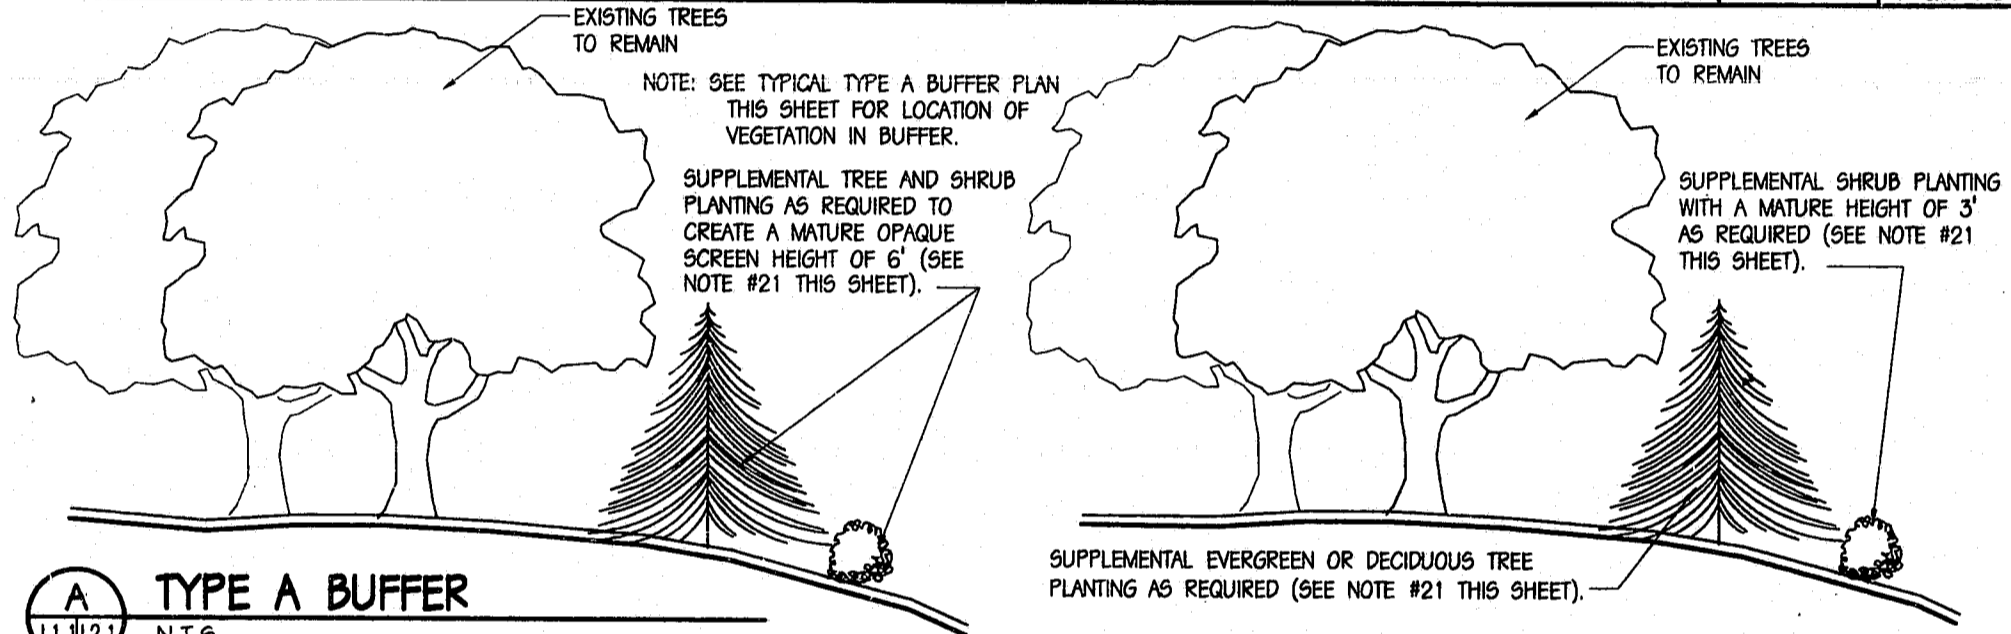 EXISTING TREES
TO REMAIN
NOTE: SEE TYPICAL TYPE A BUFFER PLAN
THIS SHEET FOR LOCATION OF
VEGETATION IN BUFFER.
SUPPLEMENTAL TREE AND SHRUB
PLANTING AS REQUIRED TO
CREATE A MATURE OPAQUE
SCREEN HEIGHT OF 6' (SEE
NOTE #21 THIS SHEET).
A
TYPE A BUFFER
N.T.S.
EXISTING TREES
TO REMAIN
SUPPLEMENTAL SHRUB PLANTING
WITH A MATURE HEIGHT OF 3'
AS REQUIRED (SEE NOTE #21
THIS SHEET).
SUPPLEMENTAL EVERGREEN OR DECIDUOUS TREE
PLANTING AS REQUIRED (SEE NOTE #21 THIS SHEET).